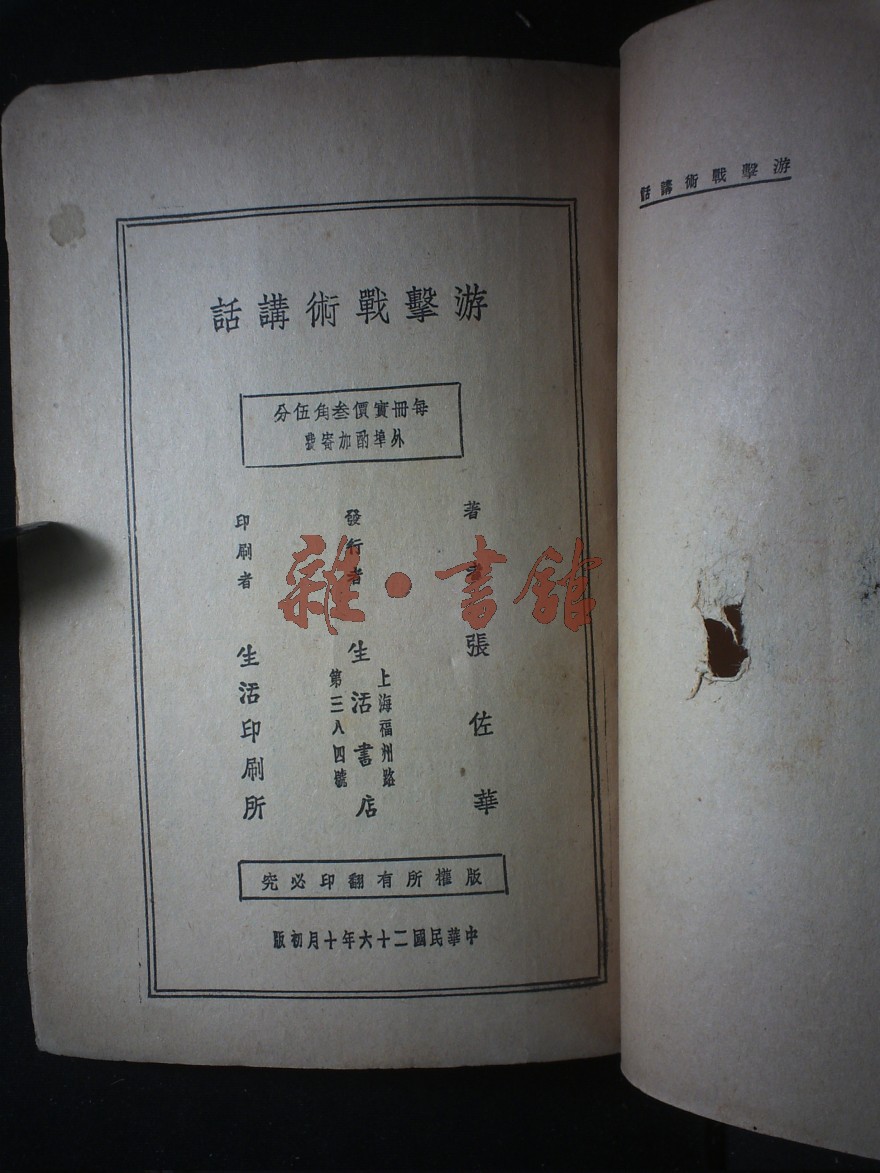 游擊戰術講話
游擊戰術講話
每冊實價叁角伍分
外埠酌加寄費
著者 張佐華
發行者 生活書店
上海福州路
第三八四號
印刷者 生活印刷所
版權所有翻印必究
中華民國二十六年十月初版
雜·書館